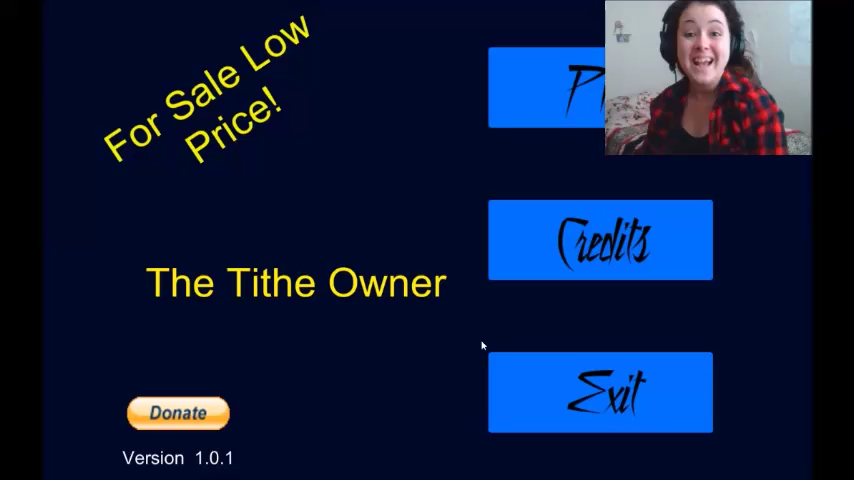 For Sale Low
Price!
Credits
The Tithe Owner
Exit
Donate
Version 1.0.1